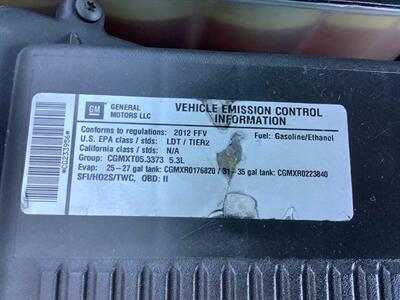 GM
GENERAL
MOTORS LLC
VEHICLE EMISSION CONTROL
INFORMATION
Conforms to regulations: 2012 FFV
Fuel: Gasoline/Ethanol
U.S. EPA class / stds: LDT / TIER2
California class / stds: N/A
Group: CGMXT05.3373 5.3L
Evap: 25-27 gal tank: CGMXR0176820 / 31-35 gal tank: CGMXR0223840
SFI/HO2S/TWC, OBD: II
*C0233956*